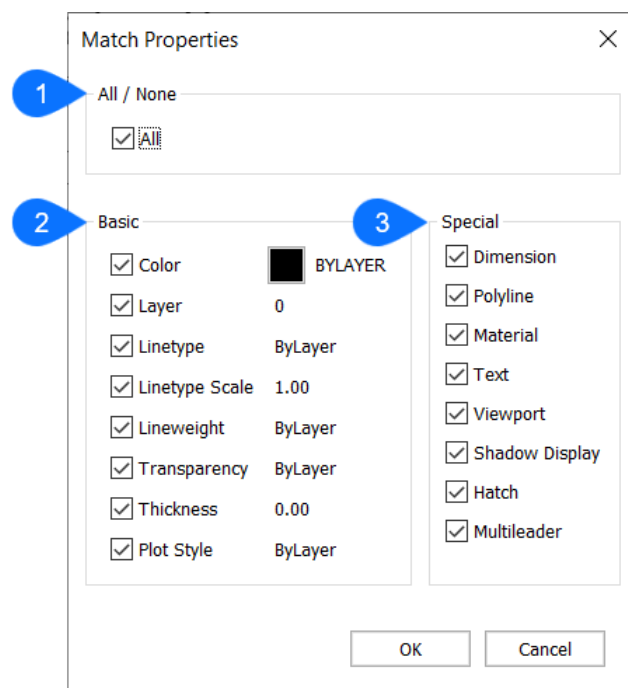 Match Properties
1
All / None
All
2
Basic
Color BYLAYER
Layer 0
Linetype ByLayer
Linetype Scale 1.00
Lineweight ByLayer
Transparency ByLayer
Thickness 0.00
Plot Style ByLayer
3
Special
Dimension
Polyline
Material
Text
Viewport
Shadow Display
Hatch
Multileader
OK
Cancel